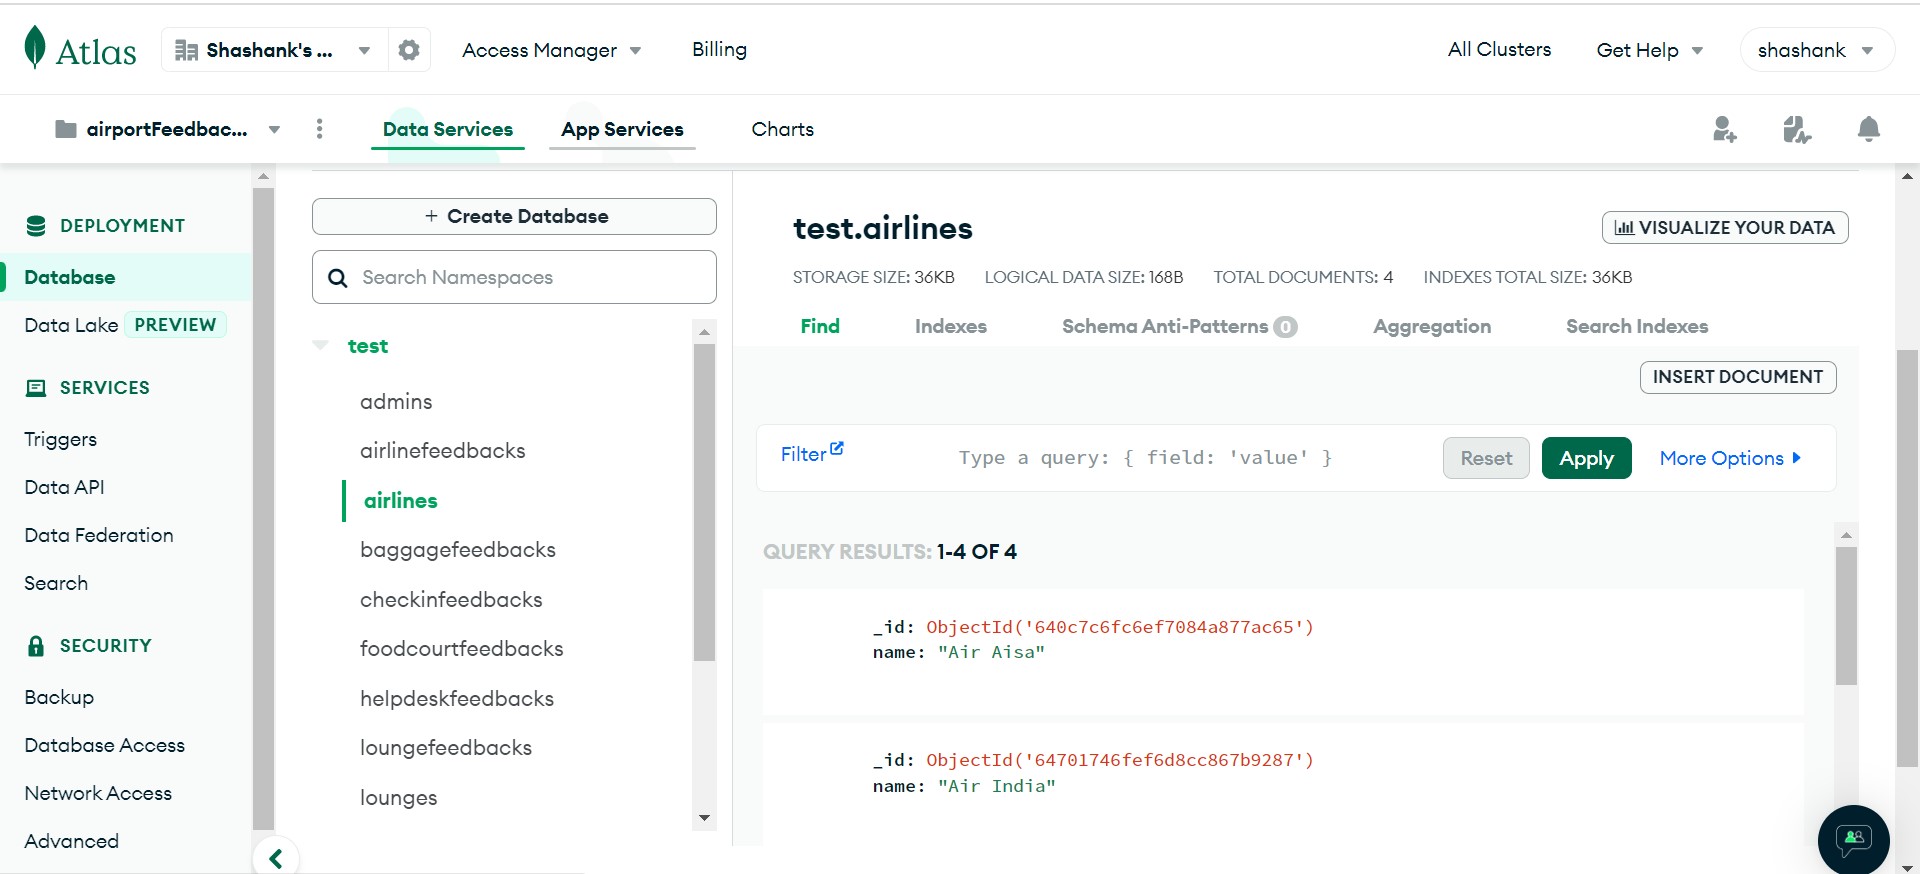 Atlas
Shashank's ...
Access Manager
Billing
All Clusters
Get Help
shashank
airportFeedbac...
Data Services
App Services
Charts
DEPLOYMENT
Database
Data Lake PREVIEW
SERVICES
Triggers
Data API
Data Federation
Search
SECURITY
Backup
Database Access
Network Access
Advanced
+ Create Database
Search Namespaces
test
admins
airlinefeedbacks
airlines
baggagefeedbacks
checkinfeedbacks
foodcourtfeedbacks
helpdeskfeedbacks
loungefeedbacks
lounges
test.airlines
VISUALIZE YOUR DATA
STORAGE SIZE: 36KB LOGICAL DATA SIZE: 168B TOTAL DOCUMENTS: 4 INDEXES TOTAL SIZE: 36KB
Find Indexes Schema Anti-Patterns 0 Aggregation Search Indexes
INSERT DOCUMENT
Filter Type a query: { field: 'value' } Reset Apply More Options
QUERY RESULTS: 1-4 OF 4
_id: ObjectId('640c7c6fc6ef7084a877ac65')
name: "Air Aisa"
_id: ObjectId('64701746fef6d8cc867b9287')
name: "Air India"